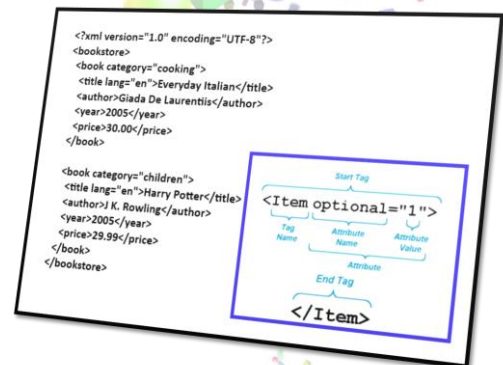 <?xml version="1.0" encoding="UTF-8"?>
<bookstore>
<book category="cooking">
<title lang="en">Everyday Italian</title>
<author>Giada De Laurentiis</author>
<year>2005</year>
<price>30.00</price>
</book>
<book category="children">
<title lang="en">Harry Potter</title>
<author>J K. Rowling</author>
<year>2005</year>
<price>29.99</price>
</book>
</bookstore>
Start Tag
<Item optional="1">
Tag Name
Attribute Name
Attribute Value
Attribute
End Tag
</Item>